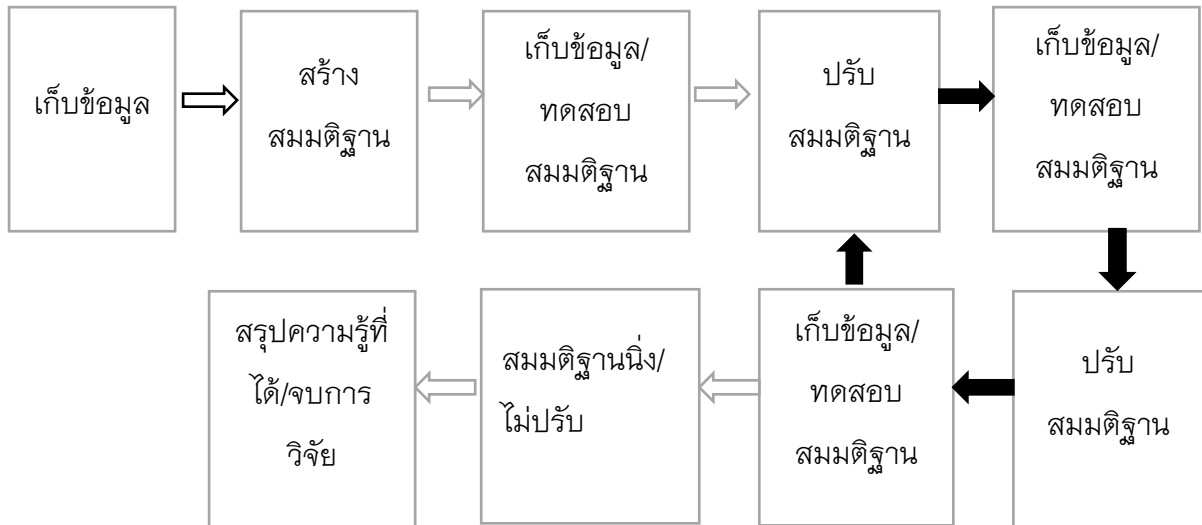 เก็บข้อมูล
สร้าง
สมมติฐาน
เก็บข้อมูล/
ทดสอบ
สมมติฐาน
ปรับ
สมมติฐาน
เก็บข้อมูล/
ทดสอบ
สมมติฐาน
สรุปความรู้ที่
ได้/จบการ
วิจัย
สมมติฐานนิ่ง/
ไม่ปรับ
เก็บข้อมูล/
ทดสอบ
สมมติฐาน
ปรับ
สมมติฐาน